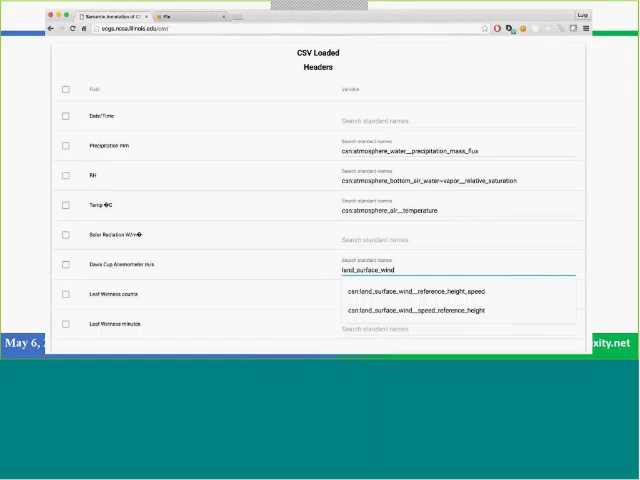 Semantic Annotation of CS
File
Luigi
ecgs.ncsa.illinois.edu/csv/
CSV Loaded
Headers
Field
Variable
Date/Time
Search standard names
Precipitation mm
Search standard names
csn:atmosphere_water__precipitation_mass_flux
RH
Search standard names
csn:atmosphere_bottom_air_water~vapor__relative_saturation
Temp �C
Search standard names
csn:atmosphere_air__temperature
Solar Radiation W/m�
Search standard names
Davis Cup Anemometer m/s
Search standard names
land_surface_wind
Leaf Wetness counts
csn:land_surface_wind__reference_height_speed
csn:land_surface_wind__speed_reference_height
Leaf Wetness minutes
Search standard names
May 6, 2
xity.net